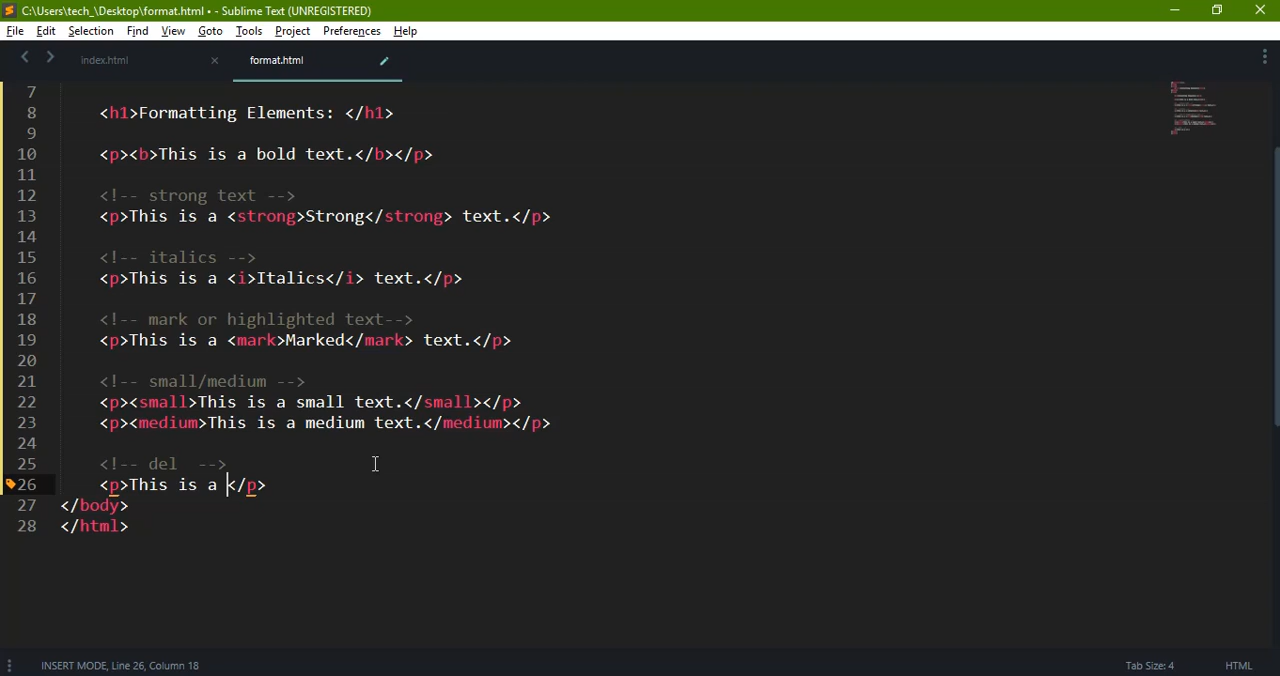 C:\Users\tech_\Desktop\format.html • - Sublime Text (UNREGISTERED)
File Edit Selection Find View Goto Tools Project Preferences Help
index.html × format.html
7
8 <h1>Formatting Elements: </h1>
9
10 <p><b>This is a bold text.</b></p>
11
12 <!-- strong text -->
13 <p>This is a <strong>Strong</strong> text.</p>
14
15 <!-- italics -->
16 <p>This is a <i>Italics</i> text.</p>
17
18 <!-- mark or highlighted text-->
19 <p>This is a <mark>Marked</mark> text.</p>
20
21 <!-- small/medium -->
22 <p><small>This is a small text.</small></p>
23 <p><medium>This is a medium text.</medium></p>
24
25 <!-- del  -->
26 <p>This is a </p>
27 </body>
28 </html>
INSERT MODE, Line 26, Column 18 Tab Size: 4 HTML